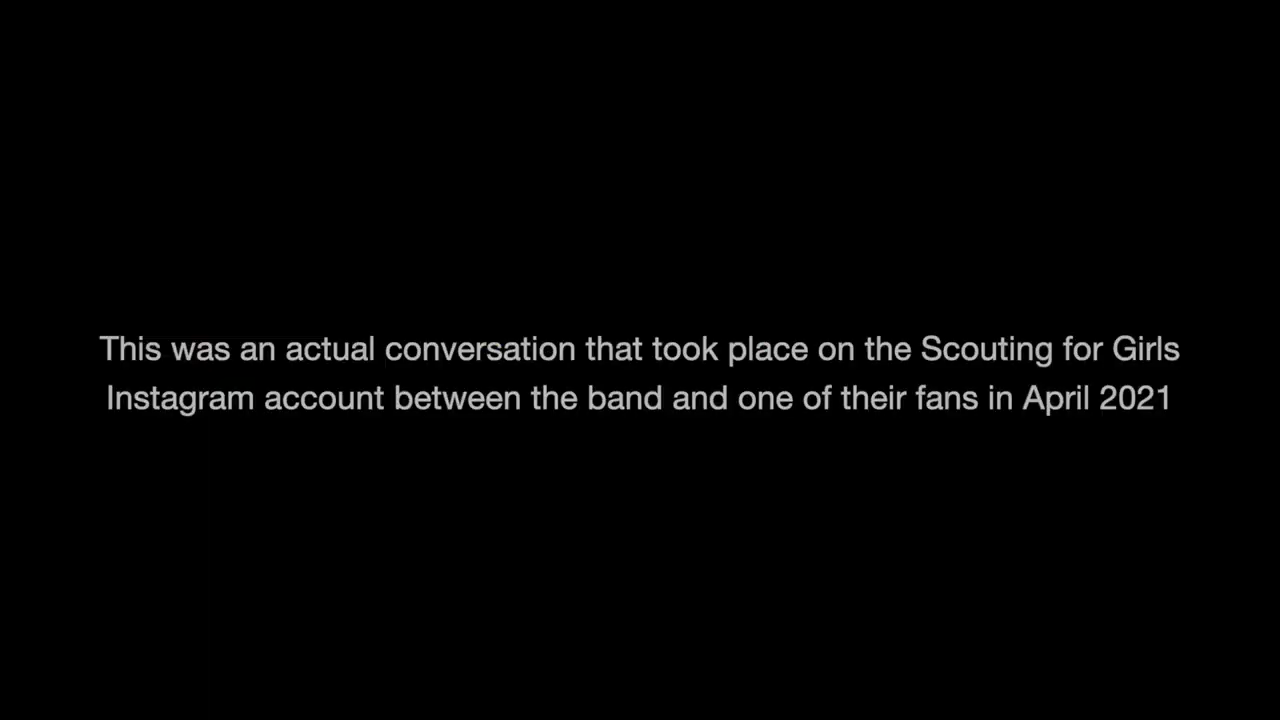 This was an actual conversation that took place on the Scouting for Girls
Instagram account between the band and one of their fans in April 2021